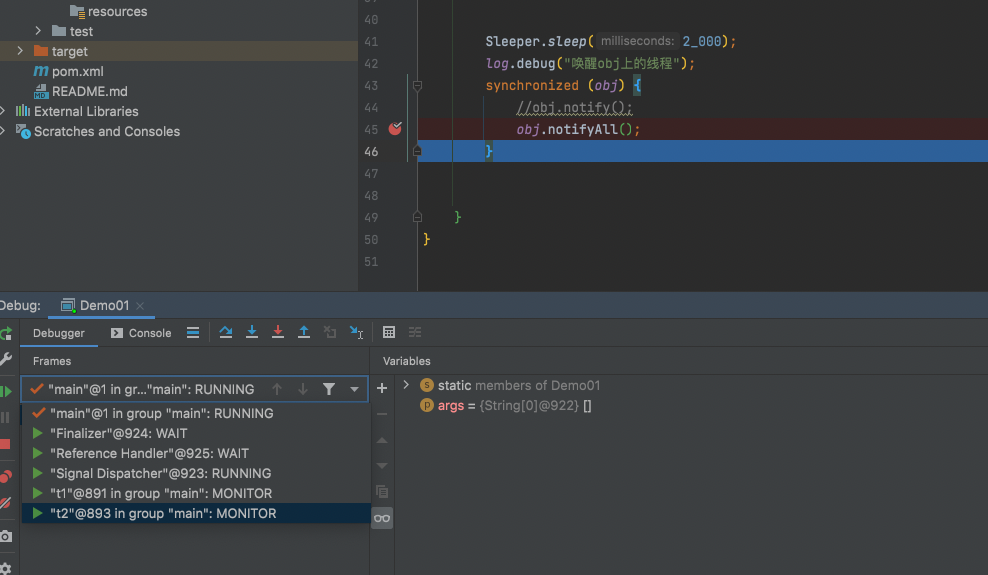 resources
test
target
pom.xml
README.md
External Libraries
Scratches and Consoles
40
41 Sleeper.sleep( milliseconds: 2_000);
42 log.debug("唤醒obj上的线程");
43 synchronized (obj) {
44 //obj.notify();
45 obj.notifyAll();
46 }
47
48
49 }
50 }
51
Debug: Demo01
Debugger Console
Frames
"main"@1 in gr..."main": RUNNING
"main"@1 in group "main": RUNNING
"Finalizer"@924: WAIT
"Reference Handler"@925: WAIT
"Signal Dispatcher"@923: RUNNING
"t1"@891 in group "main": MONITOR
"t2"@893 in group "main": MONITOR
Variables
static members of Demo01
args = {String[0]@922} []